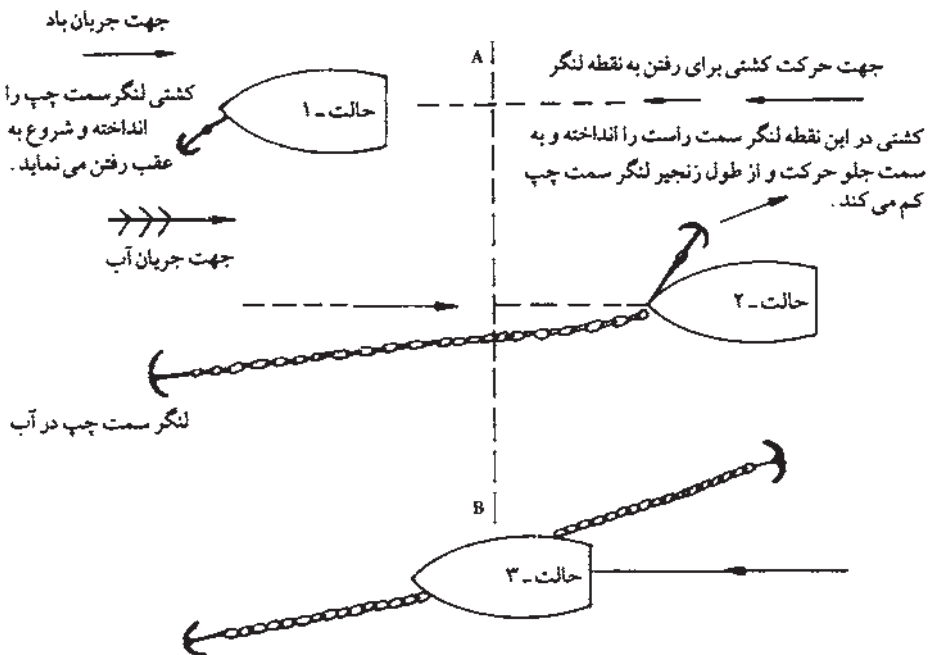 جهت جریان باد
A
جهت حرکت کشتی برای رفتن به نقطه لنگر
کشتی لنگر سمت چپ را
انداخته و شروع به
عقب رفتن می نماید.
حالت ـ ۱
کشتی در این نقطه لنگر سمت راست را انداخته و به
سمت جلو حرکت و از طول زنجیر لنگر سمت چپ
کم می کند.
جهت جریان آب
حالت ـ ۲
لنگر سمت چپ در آب
B
حالت ـ ۳